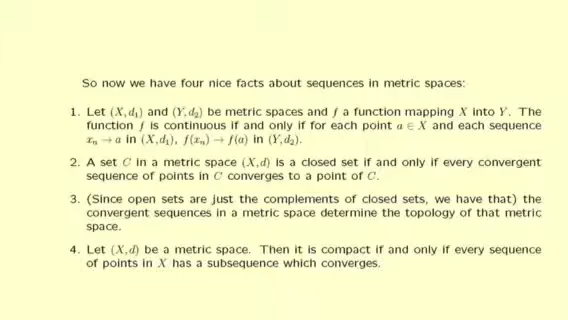 So now we have four nice facts about sequences in metric spaces:
1. Let (X, d₁) and (Y, d₂) be metric spaces and f a function mapping X into Y. The
function f is continuous if and only if for each point a ∈ X and each sequence
xₙ → a in (X, d₁), f(xₙ) → f(a) in (Y, d₂).
2. A set C in a metric space (X, d) is a closed set if and only if every convergent
sequence of points in C converges to a point of C.
3. (Since open sets are just the complements of closed sets, we have that) the
convergent sequences in a metric space determine the topology of that metric
space.
4. Let (X, d) be a metric space. Then it is compact if and only if every sequence
of points in X has a subsequence which converges.